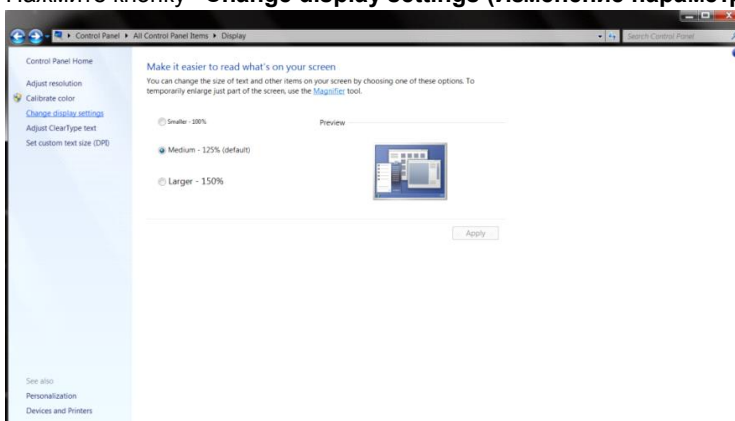 Нажмите кнопку "Change display settings (Изменение парамет
Control Panel ▸ All Control Panel Items ▸ Display
Search Control Panel
Control Panel Home
Adjust resolution
Calibrate color
Change display settings
Adjust ClearType text
Set custom text size (DPI)
Make it easier to read what's on your screen
You can change the size of text and other items on your screen by choosing one of these options. To
temporarily enlarge just part of the screen, use the Magnifier tool.
Smaller - 100%
Preview
Medium - 125% (default)
Larger - 150%
Apply
See also
Personalization
Devices and Printers